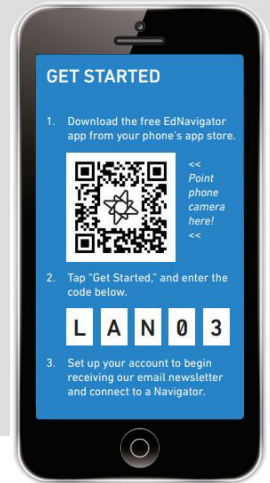 GET STARTED
1. Download the free EdNavigator
app from your phone's app store.
<<
Point
phone
camera
here!
<<
2. Tap "Get Started," and enter the
code below.
L A N 0 3
3. Set up your account to begin
receiving our email newsletter
and connect to a Navigator.